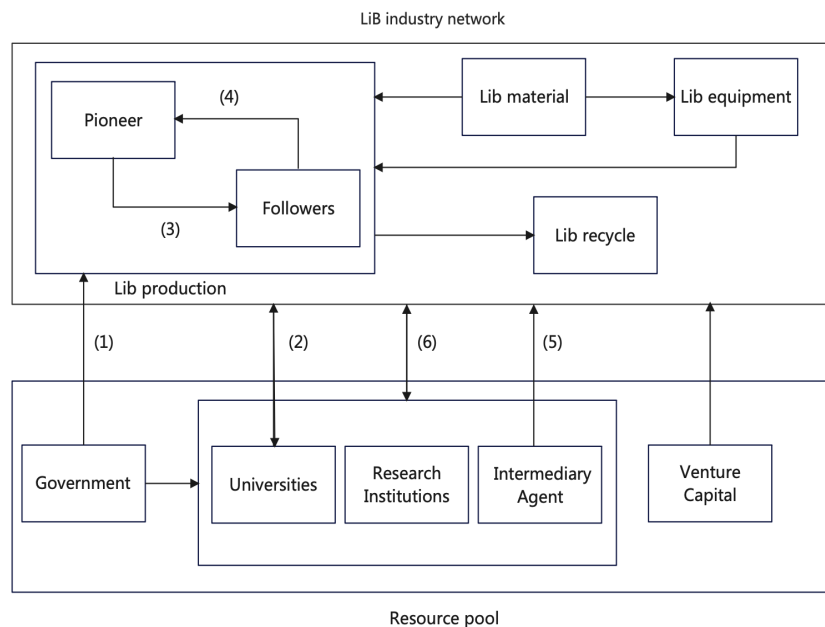 LiB industry network
Pioneer
(4)
Lib material
Lib equipment
Followers
(3)
Lib recycle
Lib production
(1)
(2)
(6)
(5)
Government
Universities
Research
Institutions
Intermediary
Agent
Venture
Capital
Resource pool